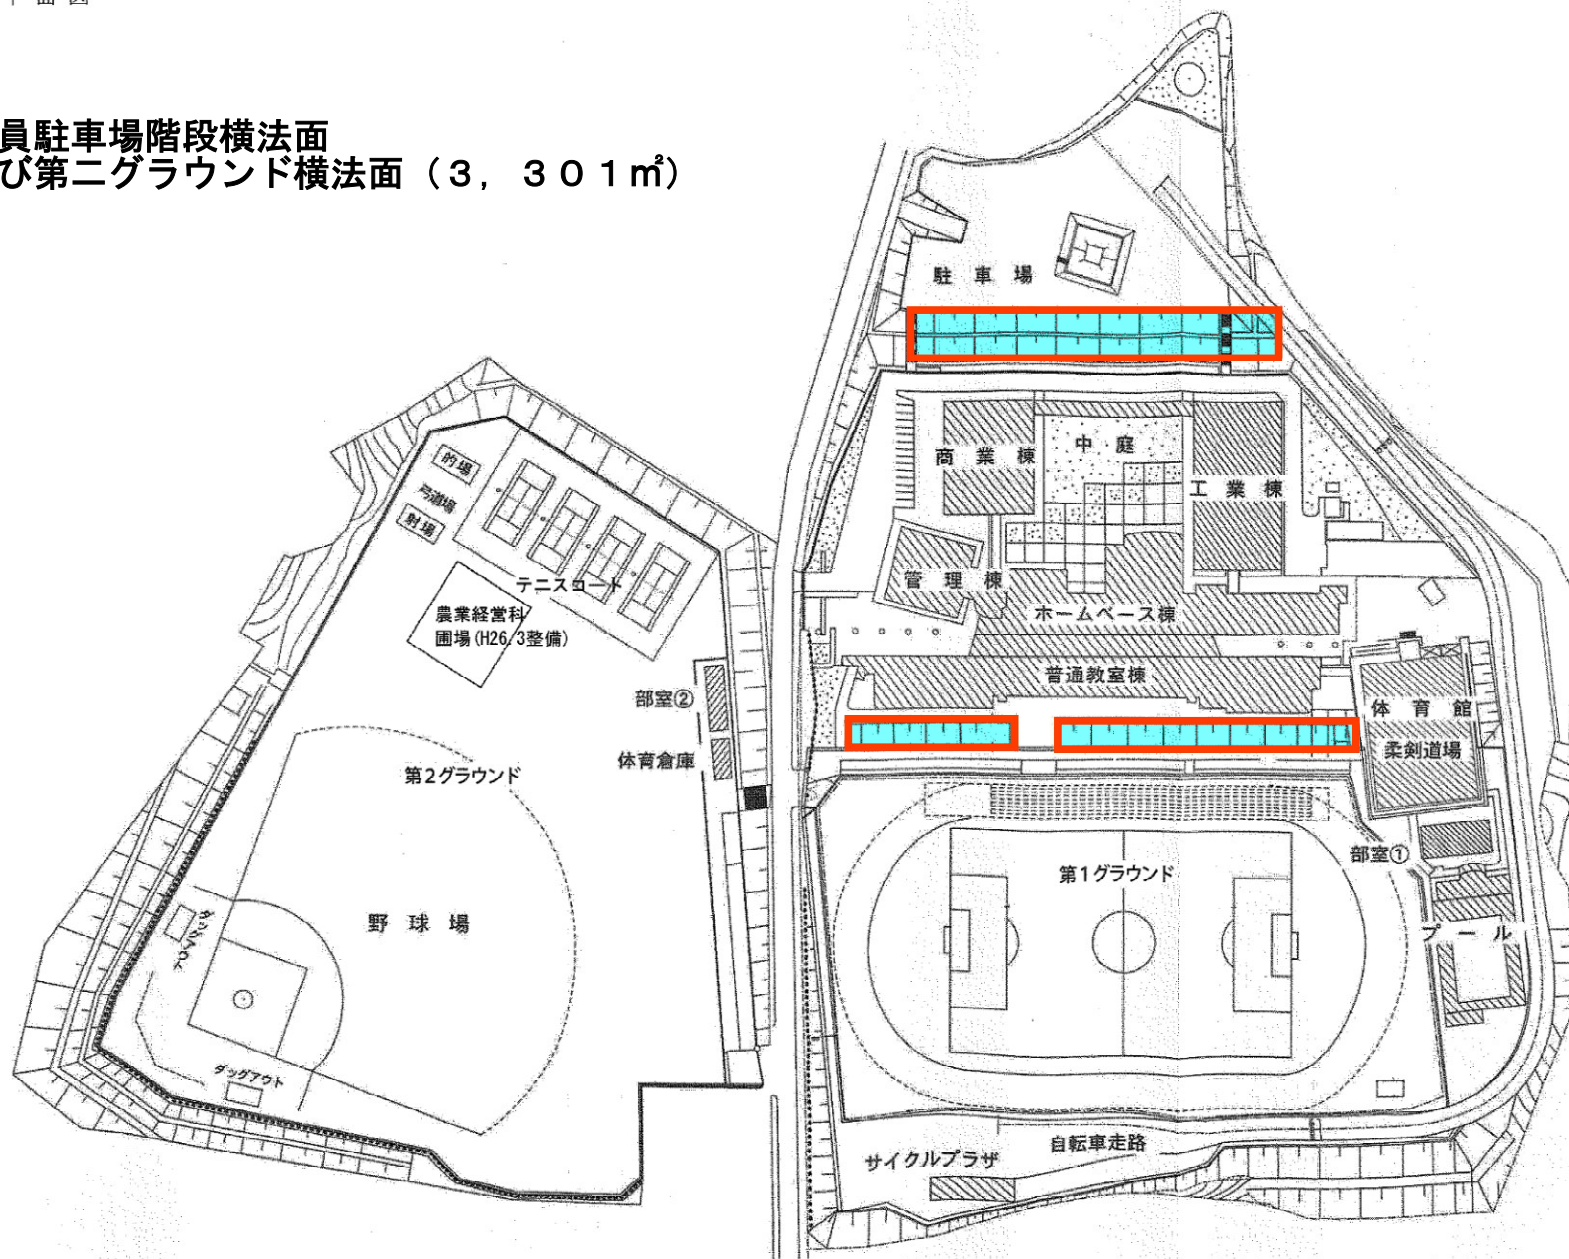 平面図
員駐車場階段横法面
び第二グラウンド横法面（３，３０１㎡）
駐車場
商業棟
中庭
工業棟
管理棟
ホームベース棟
普通教室棟
体育館
柔剣道場
的場
弓道場
射場
テニスコート
農業経営科
圃場(H26.3整備)
部室②
体育倉庫
第２グラウンド
野球場
ダッグアウト
ダッグアウト
第１グラウンド
部室①
プール
自転車走路
サイクルプラザ